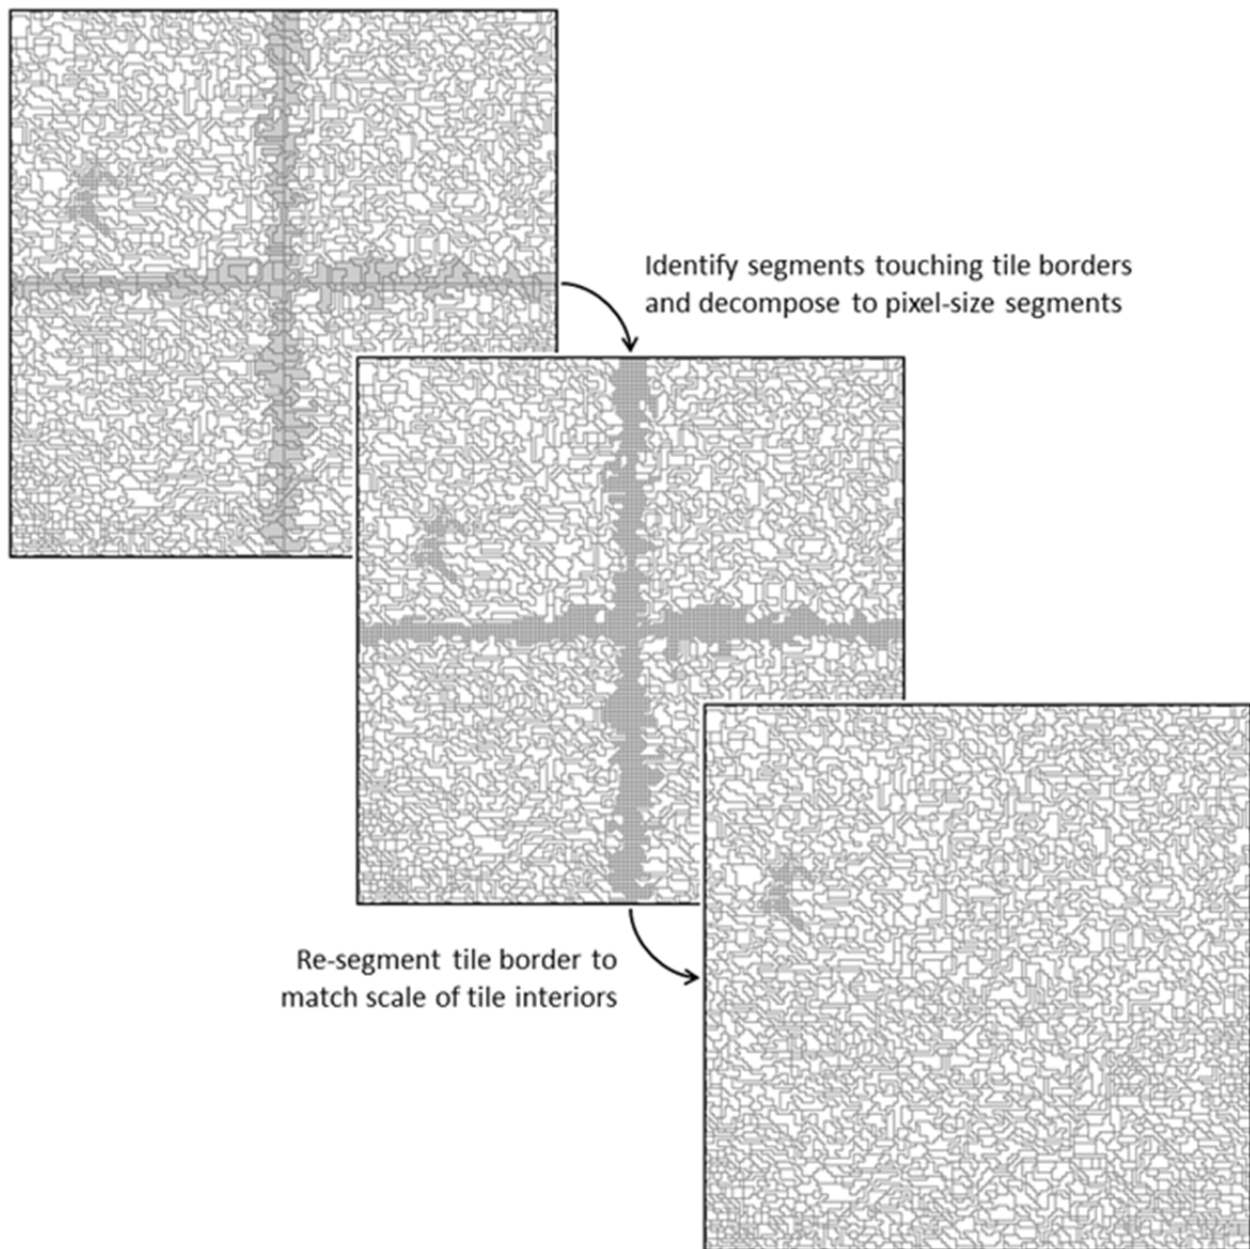 Identify segments touching tile borders
and decompose to pixel-size segments
Re-segment tile border to
match scale of tile interiors